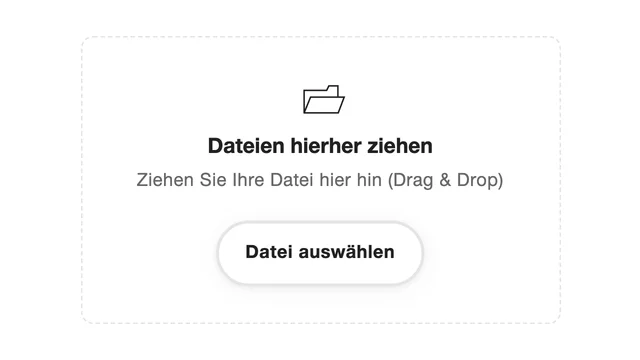 Dateien hierher ziehen
Ziehen Sie Ihre Datei hier hin (Drag & Drop)
Datei auswählen